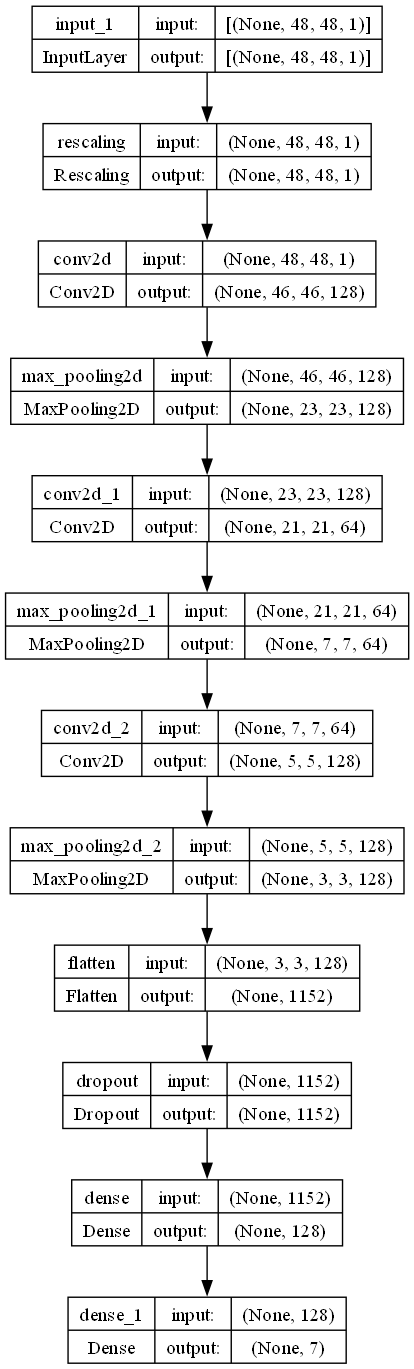 input_1 input: [(None, 48, 48, 1)]
InputLayer output: [(None, 48, 48, 1)]
rescaling input: (None, 48, 48, 1)
Rescaling output: (None, 48, 48, 1)
conv2d input: (None, 48, 48, 1)
Conv2D output: (None, 46, 46, 128)
max_pooling2d input: (None, 46, 46, 128)
MaxPooling2D output: (None, 23, 23, 128)
conv2d_1 input: (None, 23, 23, 128)
Conv2D output: (None, 21, 21, 64)
max_pooling2d_1 input: (None, 21, 21, 64)
MaxPooling2D output: (None, 7, 7, 64)
conv2d_2 input: (None, 7, 7, 64)
Conv2D output: (None, 5, 5, 128)
max_pooling2d_2 input: (None, 5, 5, 128)
MaxPooling2D output: (None, 3, 3, 128)
flatten input: (None, 3, 3, 128)
Flatten output: (None, 1152)
dropout input: (None, 1152)
Dropout output: (None, 1152)
dense input: (None, 1152)
Dense output: (None, 128)
dense_1 input: (None, 128)
Dense output: (None, 7)